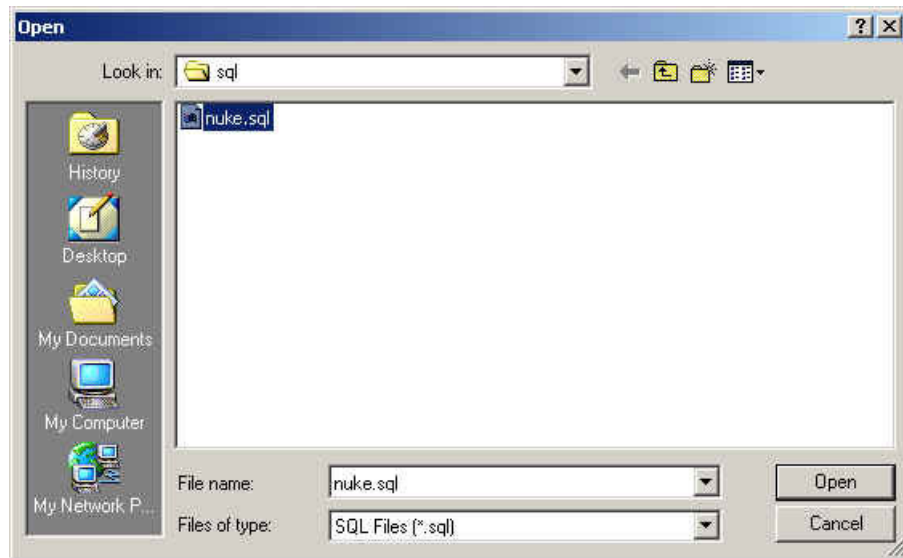 Open
Look in: sql
nuke.sql
History
Desktop
My Documents
My Computer
My Network P...
File name: nuke.sql Open
Files of type: SQL Files (*.sql) Cancel